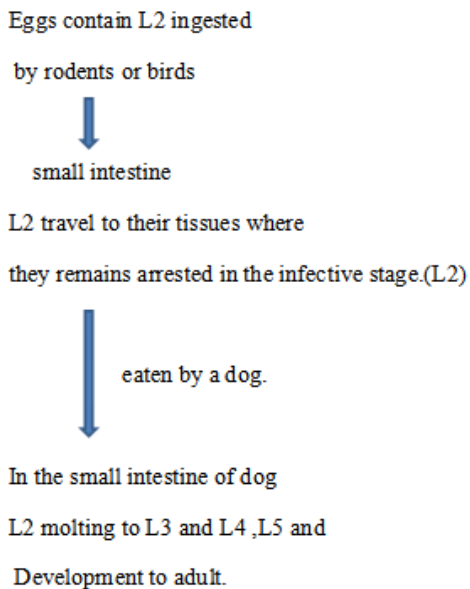 Eggs contain L2 ingested
by rodents or birds
small intestine
L2 travel to their tissues where
they remains arrested in the infective stage.(L2)
eaten by a dog.
In the small intestine of dog
L2 molting to L3 and L4 ,L5 and
Development to adult.